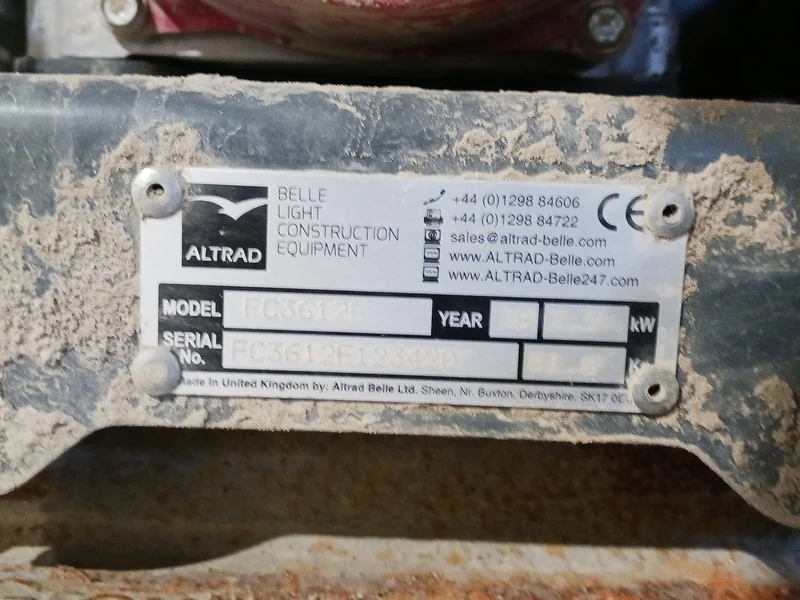 ALTRAD
BELLE
LIGHT
CONSTRUCTION
EQUIPMENT
+44 (0)1298 84606
+44 (0)1298 84722
sales@altrad-belle.com
www.ALTRAD-Belle.com
www.ALTRAD-Belle247.com
CE
MODEL FC3612E YEAR kW
SERIAL
No.
in United Kingdom by: Altrad Belle Ltd. Sheen, Nr. Buxton, Derbyshire. SK17 0E